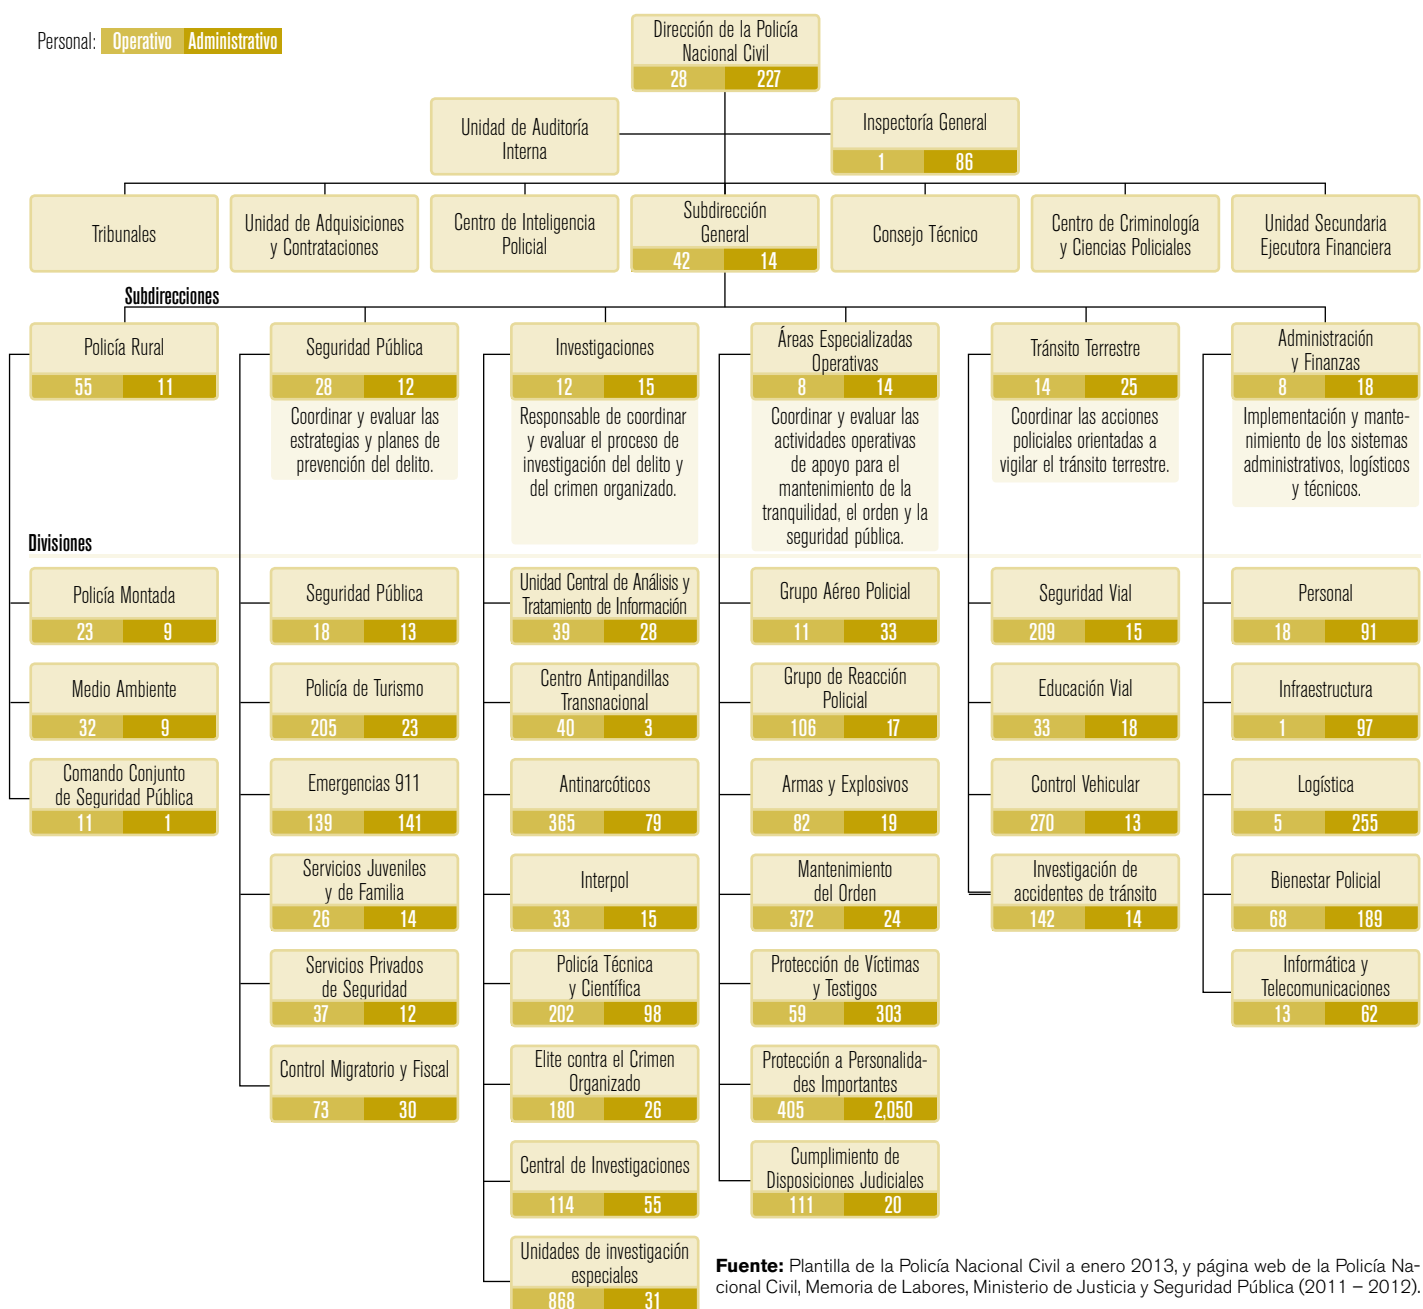 Personal: Operativo Administrativo
Dirección de la Policía
Nacional Civil
28 227
Unidad de Auditoría
Interna
Inspectoría General
1 86
Tribunales
Unidad de Adquisiciones
y Contrataciones
Centro de Inteligencia
Policial
Subdirección
General
42 14
Consejo Técnico
Centro de Criminología
y Ciencias Policiales
Unidad Secundaria
Ejecutora Financiera
Subdirecciones
Policía Rural
55 11
Seguridad Pública
28 12
Coordinar y evaluar las
estrategias y planes de
prevención del delito.
Investigaciones
12 15
Responsable de coordinar
y evaluar el proceso de
investigación del delito y
del crimen organizado.
Áreas Especializadas
Operativas
8 14
Coordinar y evaluar las
actividades operativas
de apoyo para el
mantenimiento de la
tranquilidad, el orden y la
seguridad pública.
Tránsito Terrestre
14 25
Coordinar las acciones
policiales orientadas a
vigilar el tránsito terrestre.
Administración
y Finanzas
8 18
Implementación y mante-
nimiento de los sistemas
administrativos, logísticos
y técnicos.
Divisiones
Policía Montada
23 9
Medio Ambiente
32 9
Comando Conjunto
de Seguridad Pública
11 1
Seguridad Pública
18 13
Policía de Turismo
205 23
Emergencias 911
139 141
Servicios Juveniles
y de Familia
26 14
Servicios Privados
de Seguridad
37 12
Control Migratorio y Fiscal
73 30
Unidad Central de Análisis y
Tratamiento de Información
39 28
Centro Antipandillas
Transnacional
40 3
Antinarcóticos
365 79
Interpol
33 15
Policía Técnica
y Científica
202 98
Elite contra el Crimen
Organizado
180 26
Central de Investigaciones
114 55
Unidades de investigación
especiales
868 31
Grupo Aéreo Policial
11 33
Grupo de Reacción
Policial
106 17
Armas y Explosivos
82 19
Mantenimiento
del Orden
372 24
Protección de Víctimas
y Testigos
59 303
Protección a Personalida-
des Importantes
405 2,050
Cumplimiento de
Disposiciones Judiciales
111 20
Seguridad Vial
209 15
Educación Vial
33 18
Control Vehicular
270 13
Investigación de
accidentes de tránsito
142 14
Personal
18 91
Infraestructura
1 97
Logística
5 255
Bienestar Policial
68 189
Informática y
Telecomunicaciones
13 62
Fuente: Plantilla de la Policía Nacional Civil a enero 2013, y página web de la Policía Na-
cional Civil, Memoria de Labores, Ministerio de Justicia y Seguridad Pública (2011 – 2012).